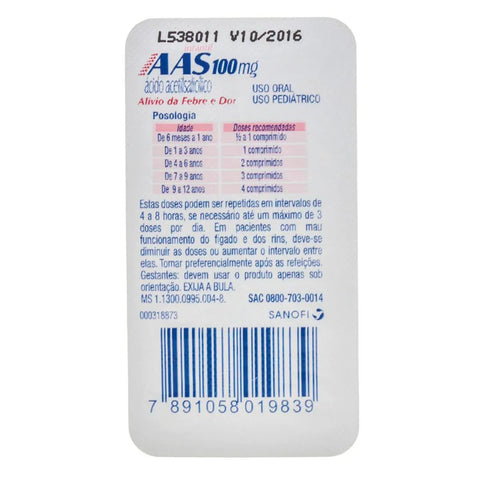 L538011 V10/2016
infantil
AAS 100mg
ácido acetilsalicílico
Alívio da Febre e Dor
USO ORAL
USO PEDIÁTRICO
Posologia
Idade Doses recomendadas
De 6 meses a 1 ano ½ a 1 comprimido
De 1 a 3 anos 1 comprimido
De 4 a 6 anos 2 comprimidos
De 7 a 9 anos 3 comprimidos
De 9 a 12 anos 4 comprimidos
Estas doses podem ser repetidas em intervalos de
4 a 8 horas, se necessário até um máximo de 3
doses por dia. Em pacientes com mau
funcionamento do fígado e dos rins, deve-se
diminuir as doses ou aumentar o intervalo entre
elas. Tomar preferencialmente após as refeições.
Gestantes: devem usar o produto apenas sob
orientação. EXIJA A BULA.
MS 1.1300.0995.004-8. SAC 0800-703-0014
000318873 SANOFI
7 891058 019839